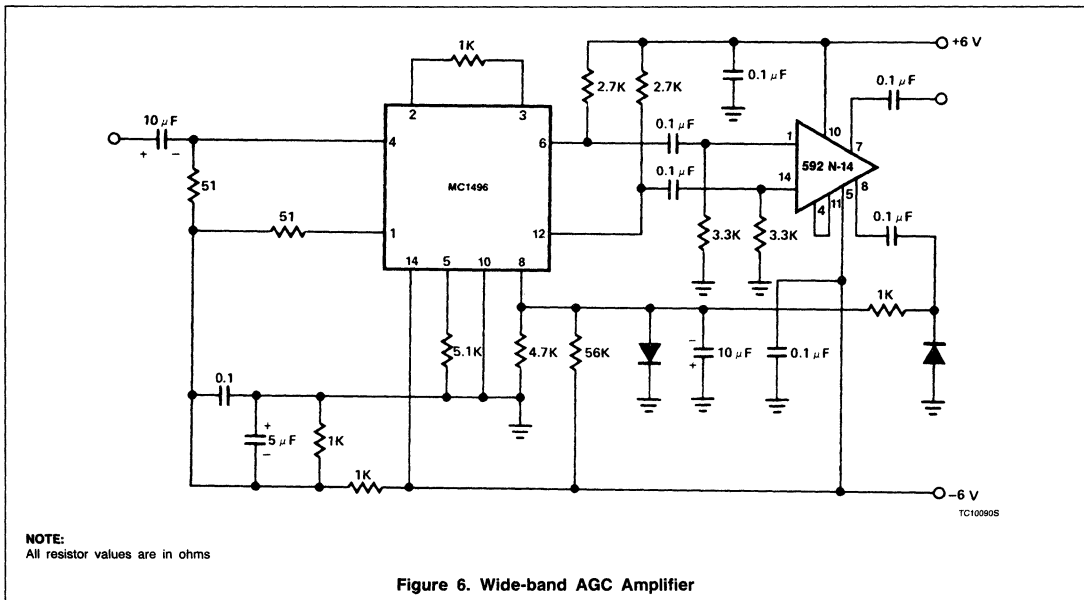 1K
2 3
+6 V
2.7K 2.7K
0.1 μF
0.1 μF
10 μF
+ −
4
6
0.1 μF
1
10
7
592 N-14
51
MC1496
0.1 μF
14
8
5
11
4
0.1 μF
51
1
12
3.3K 3.3K
14 5 10 8
1K
5.1K 4.7K 56K
−
10 μF
+
0.1 μF
0.1
+
5 μF
−
1K
1K
−6 V
TC10090S
NOTE:
All resistor values are in ohms
Figure 6. Wide-band AGC Amplifier